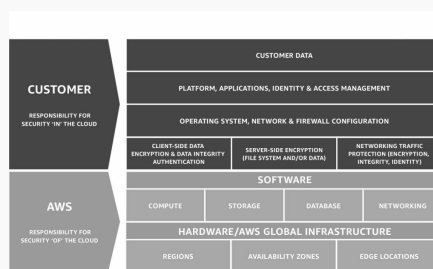 CUSTOMER
RESPONSIBILITY FOR
SECURITY 'IN' THE CLOUD
CUSTOMER DATA
PLATFORM, APPLICATIONS, IDENTITY & ACCESS MANAGEMENT
OPERATING SYSTEM, NETWORK & FIREWALL CONFIGURATION
CLIENT-SIDE DATA
ENCRYPTION & DATA INTEGRITY
AUTHENTICATION
SERVER-SIDE ENCRYPTION
(FILE SYSTEM AND/OR DATA)
NETWORKING TRAFFIC
PROTECTION (ENCRYPTION,
INTEGRITY, IDENTITY)
AWS
RESPONSIBILITY FOR
SECURITY 'OF' THE CLOUD
SOFTWARE
COMPUTE
STORAGE
DATABASE
NETWORKING
HARDWARE/AWS GLOBAL INFRASTRUCTURE
REGIONS
AVAILABILITY ZONES
EDGE LOCATIONS